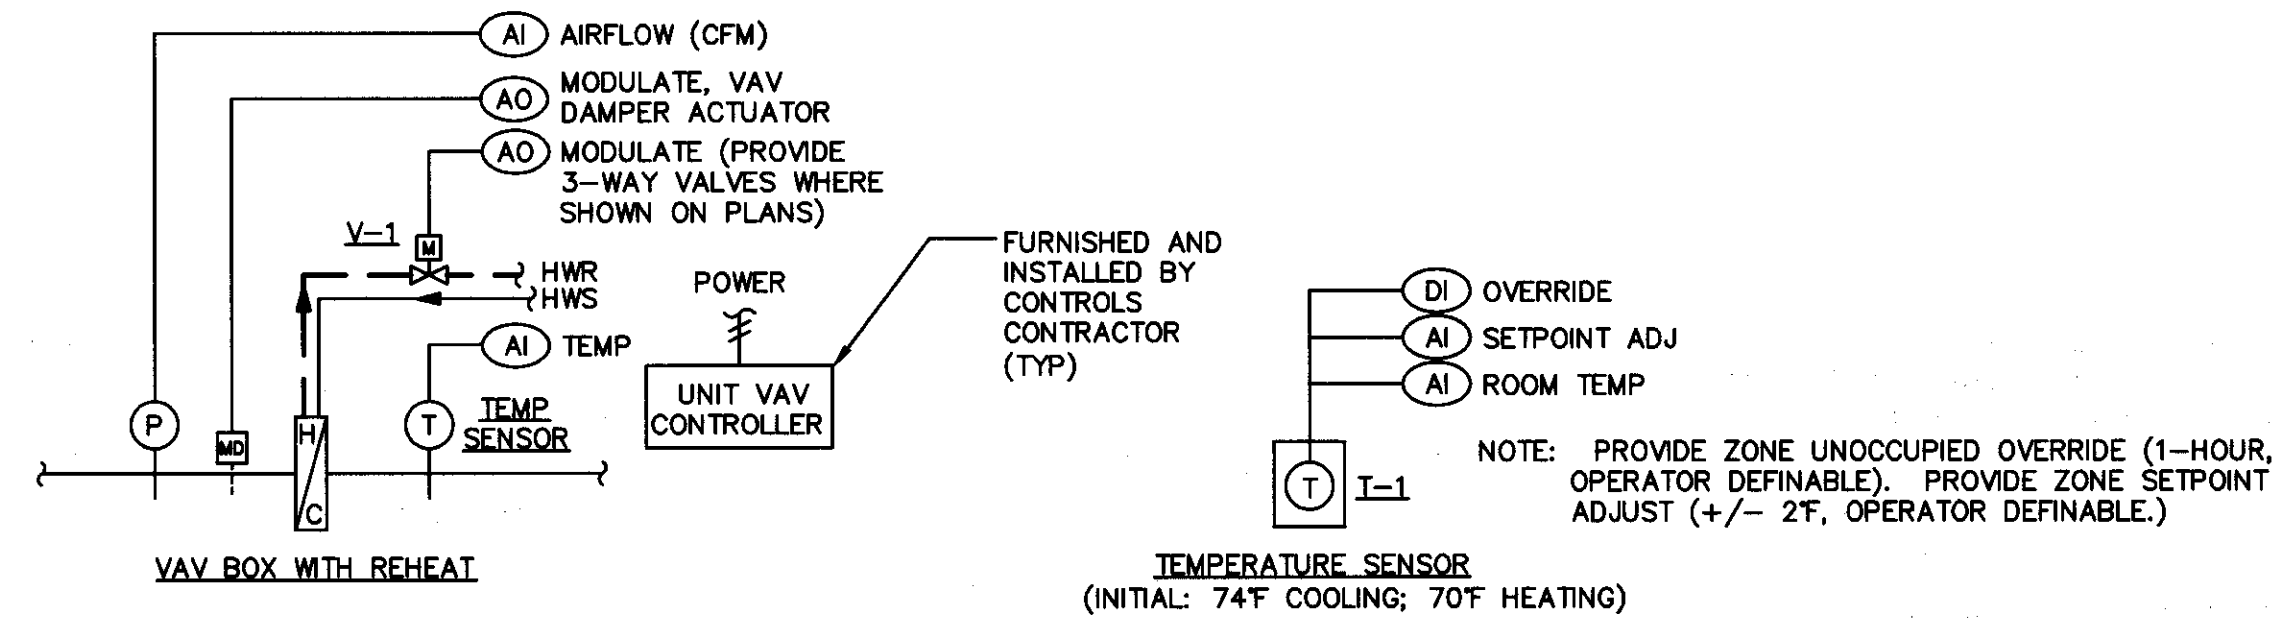 AI AIRFLOW (CFM)
AO MODULATE, VAV
DAMPER ACTUATOR
AO MODULATE (PROVIDE
3-WAY VALVES WHERE
SHOWN ON PLANS)
V-1
M
HWR
HWS
AI TEMP
P
MD
H
C
T
TEMP
SENSOR
VAV BOX WITH REHEAT
POWER
UNIT VAV
CONTROLLER
FURNISHED AND
INSTALLED BY
CONTROLS
CONTRACTOR
(TYP)
DI OVERRIDE
AI SETPOINT ADJ
AI ROOM TEMP
T T-1
NOTE: PROVIDE ZONE UNOCCUPIED OVERRIDE (1-HOUR,
OPERATOR DEFINABLE). PROVIDE ZONE SETPOINT
ADJUST (+/- 2°F, OPERATOR DEFINABLE.)
TEMPERATURE SENSOR
(INITIAL: 74°F COOLING; 70°F HEATING)